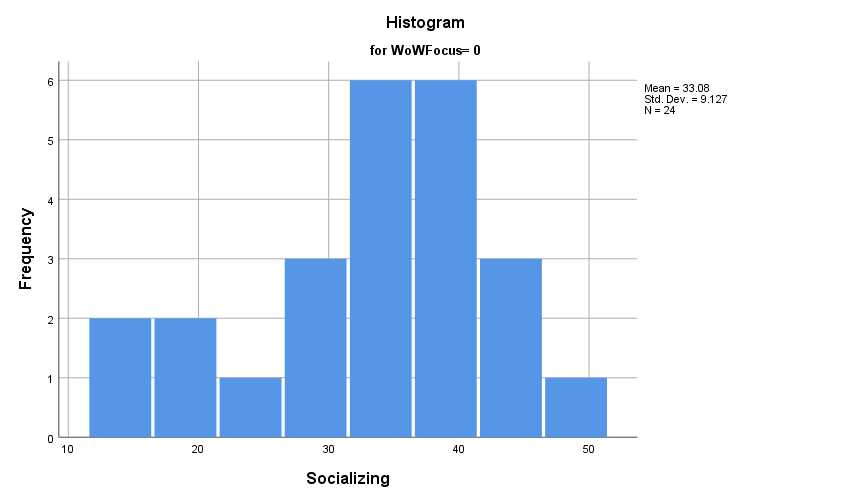 Histogram
for WoWFocus= 0
Mean = 33.08
Std. Dev. = 9.127
N = 24
Frequency
6
5
4
3
2
1
0
10 20 30 40 50
Socializing